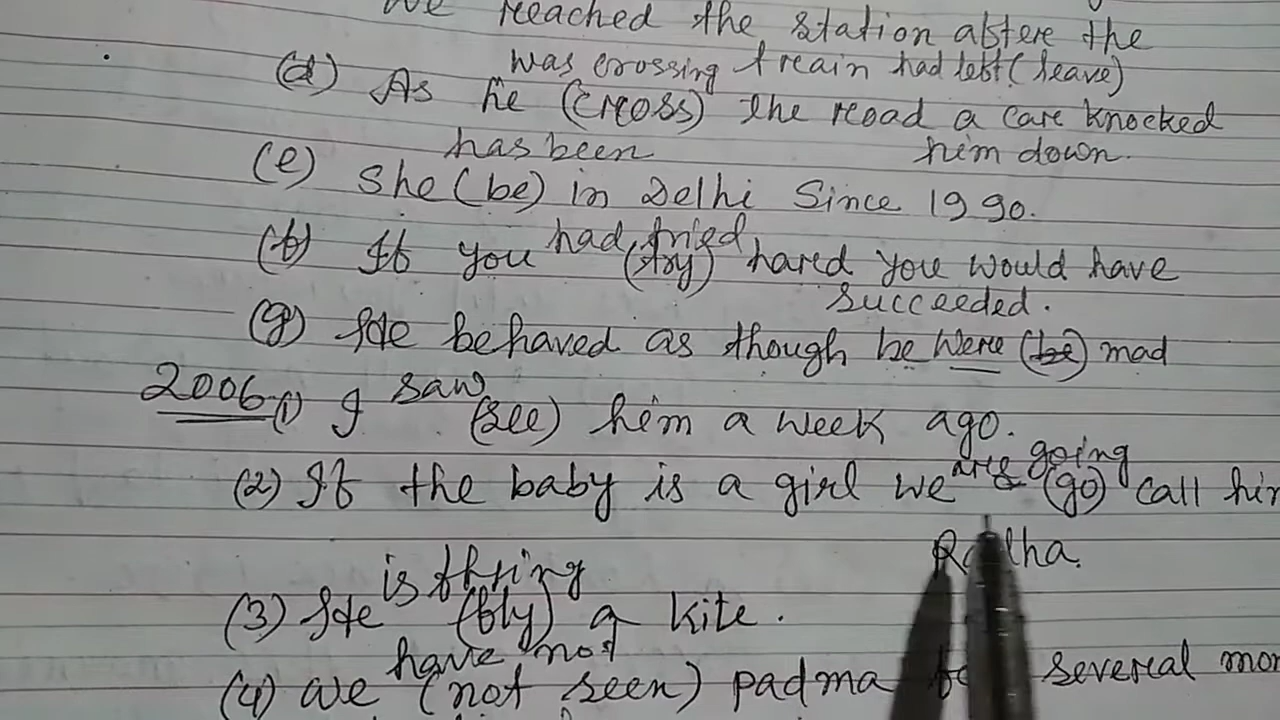 We reached the station after the
was crossing train had left (leave)
(d) As he (cross) the road a car knocked
has been him down.
(e) She (be) in Delhi Since 1990.
had tried
(f) If you (try) hard you would have
succeeded.
(g) He behaved as though he were (be) mad
2006 (1) I saw (see) him a week ago.
are going
(2) If the baby is a girl we (go) call
Radha.
is
(3) He (fly) a kite.
have not
(4) We (not seen) padma several